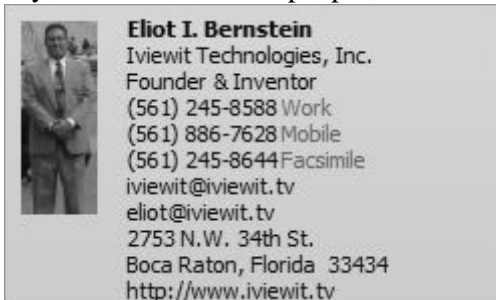 Eliot I. Bernstein
Iviewit Technologies, Inc.
Founder & Inventor
(561) 245-8588 Work
(561) 886-7628 Mobile
(561) 245-8644 Facsimile
iviewit@iviewit.tv
eliot@iviewit.tv
2753 N.W. 34th St.
Boca Raton, Florida 33434
http://www.iviewit.tv